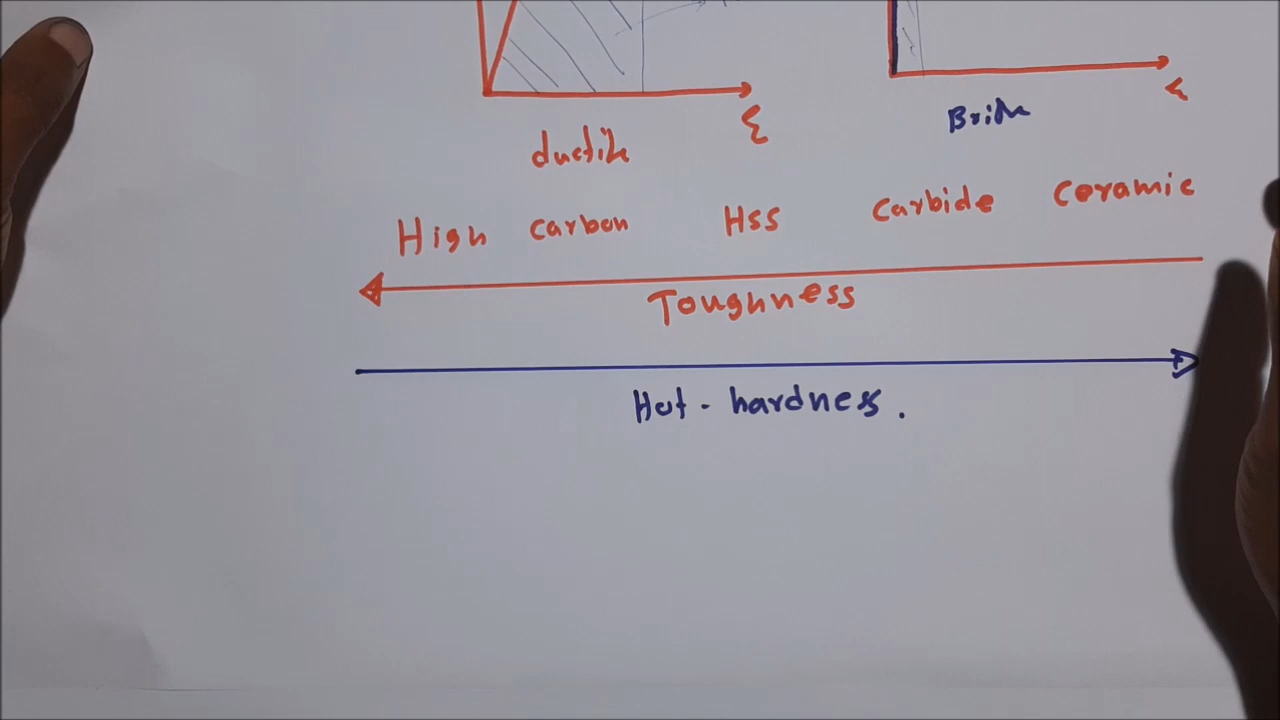 ε
ε
ductile
Brittle
High carbon HSS Carbide Ceramic
Toughness
Hot - hardness.